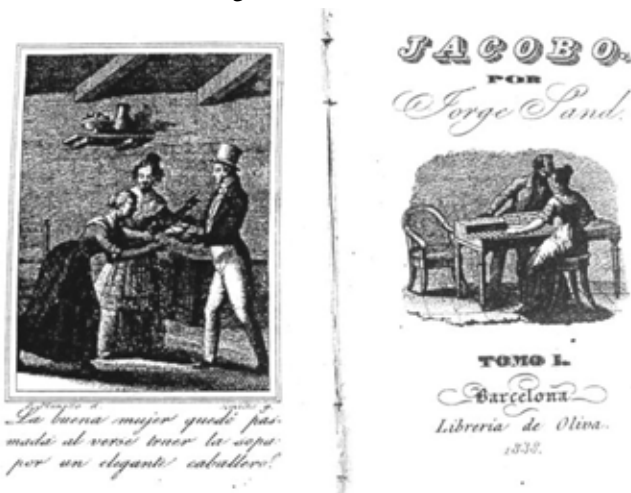 La buena mujer quedó pas-
mada al verse traer la sopa
por un elegante caballero!
JACOBO.
POR
Jorge Sand.
TOMO I.
Barcelona
Librería de Oliva.
1838.